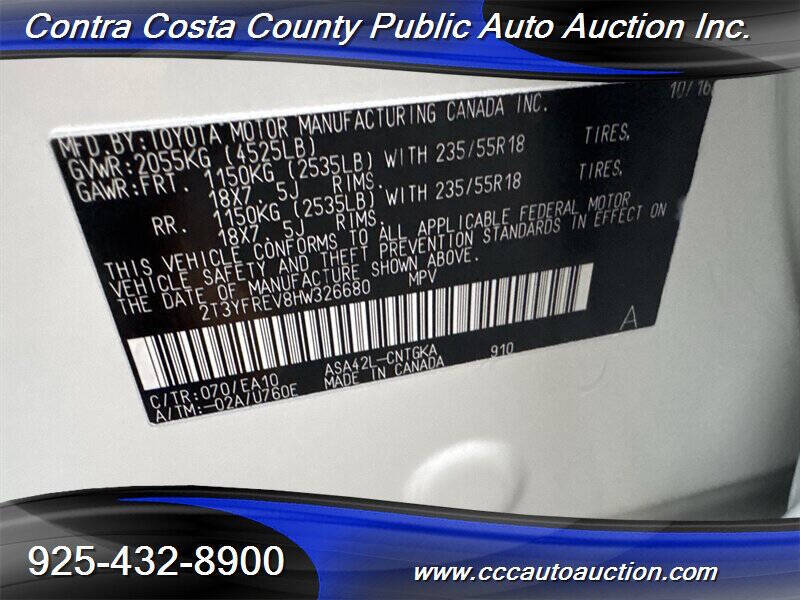 Contra Costa County Public Auto Auction Inc.
10/16
MFD.BY:TOYOTA MOTOR MANUFACTURING CANADA INC.
GVWR:2055KG (4525LB)
GAWR:FRT. 1150KG (2535LB) WITH 235/55R18 TIRES,
18X7.5J RIMS.
RR. 1150KG (2535LB) WITH 235/55R18 TIRES,
18X7.5J RIMS.
THIS VEHICLE CONFORMS TO ALL APPLICABLE FEDERAL MOTOR
VEHICLE SAFETY AND THEFT PREVENTION STANDARDS IN EFFECT ON
THE DATE OF MANUFACTURE SHOWN ABOVE.
2T3YFREV8HW326680 MPV
A
C/TR:070/EA10 ASA42L-CNTGKA 910
A/TM:-02A/U760E MADE IN CANADA
925-432-8900
www.cccautoauction.com